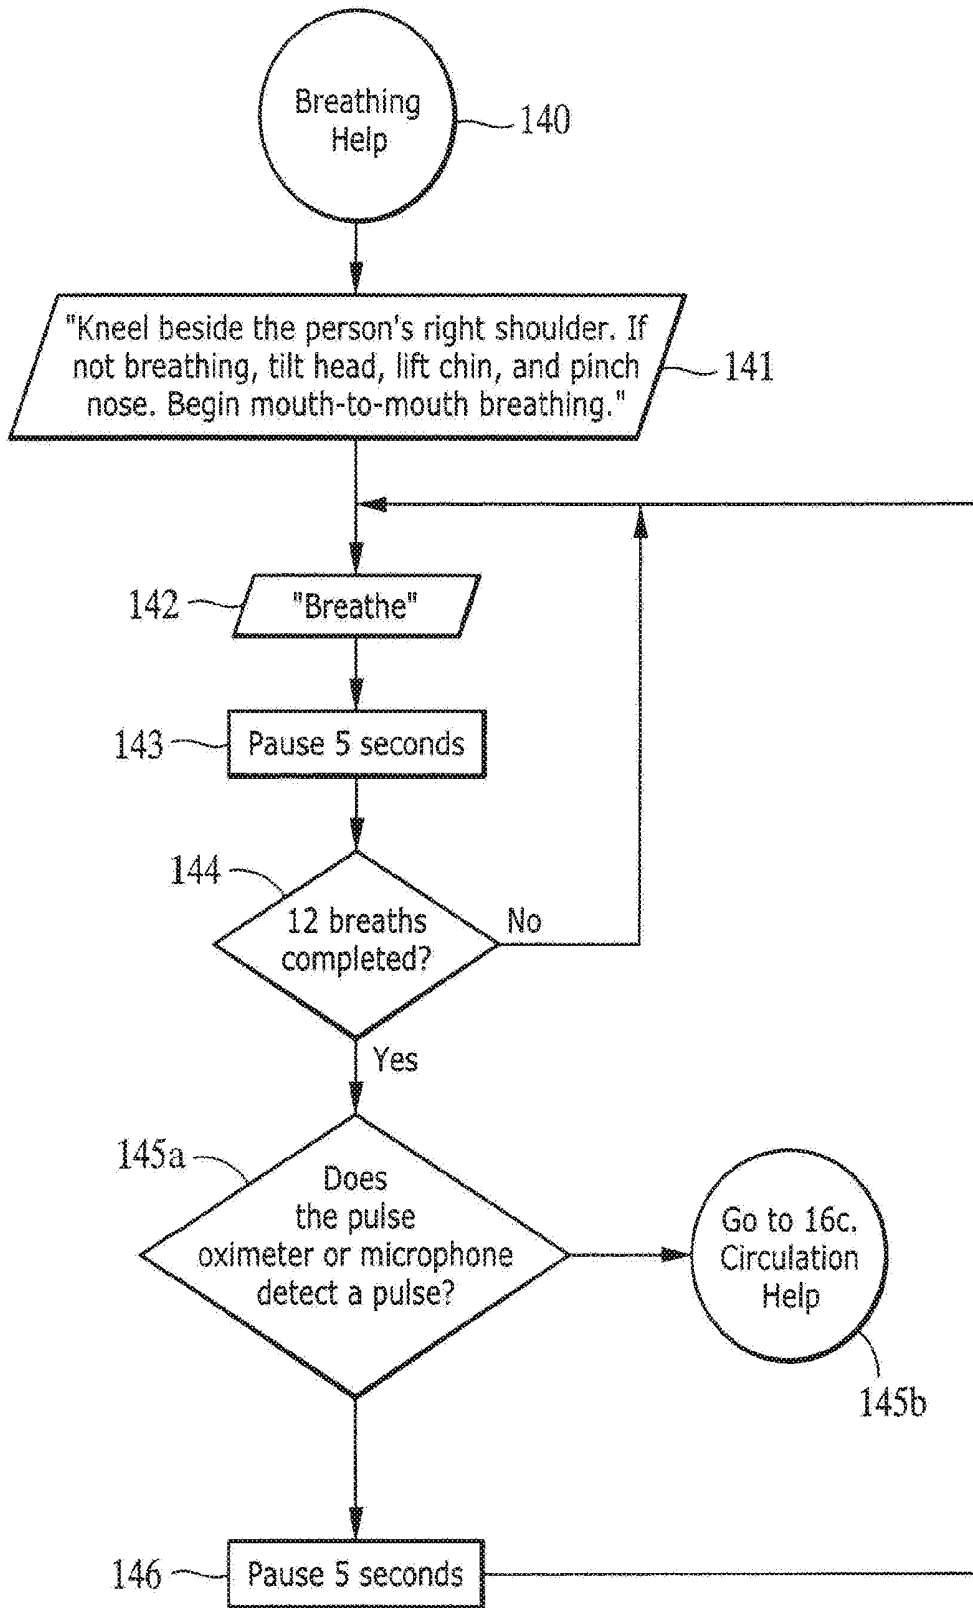 Breathing
Help
140
"Kneel beside the person's right shoulder. If
not breathing, tilt head, lift chin, and pinch
nose. Begin mouth-to-mouth breathing."
141
142
"Breathe"
143
Pause 5 seconds
144
12 breaths
completed?
No
Yes
145a
Does
the pulse
oximeter or microphone
detect a pulse?
Go to 16c.
Circulation
Help
145b
146
Pause 5 seconds